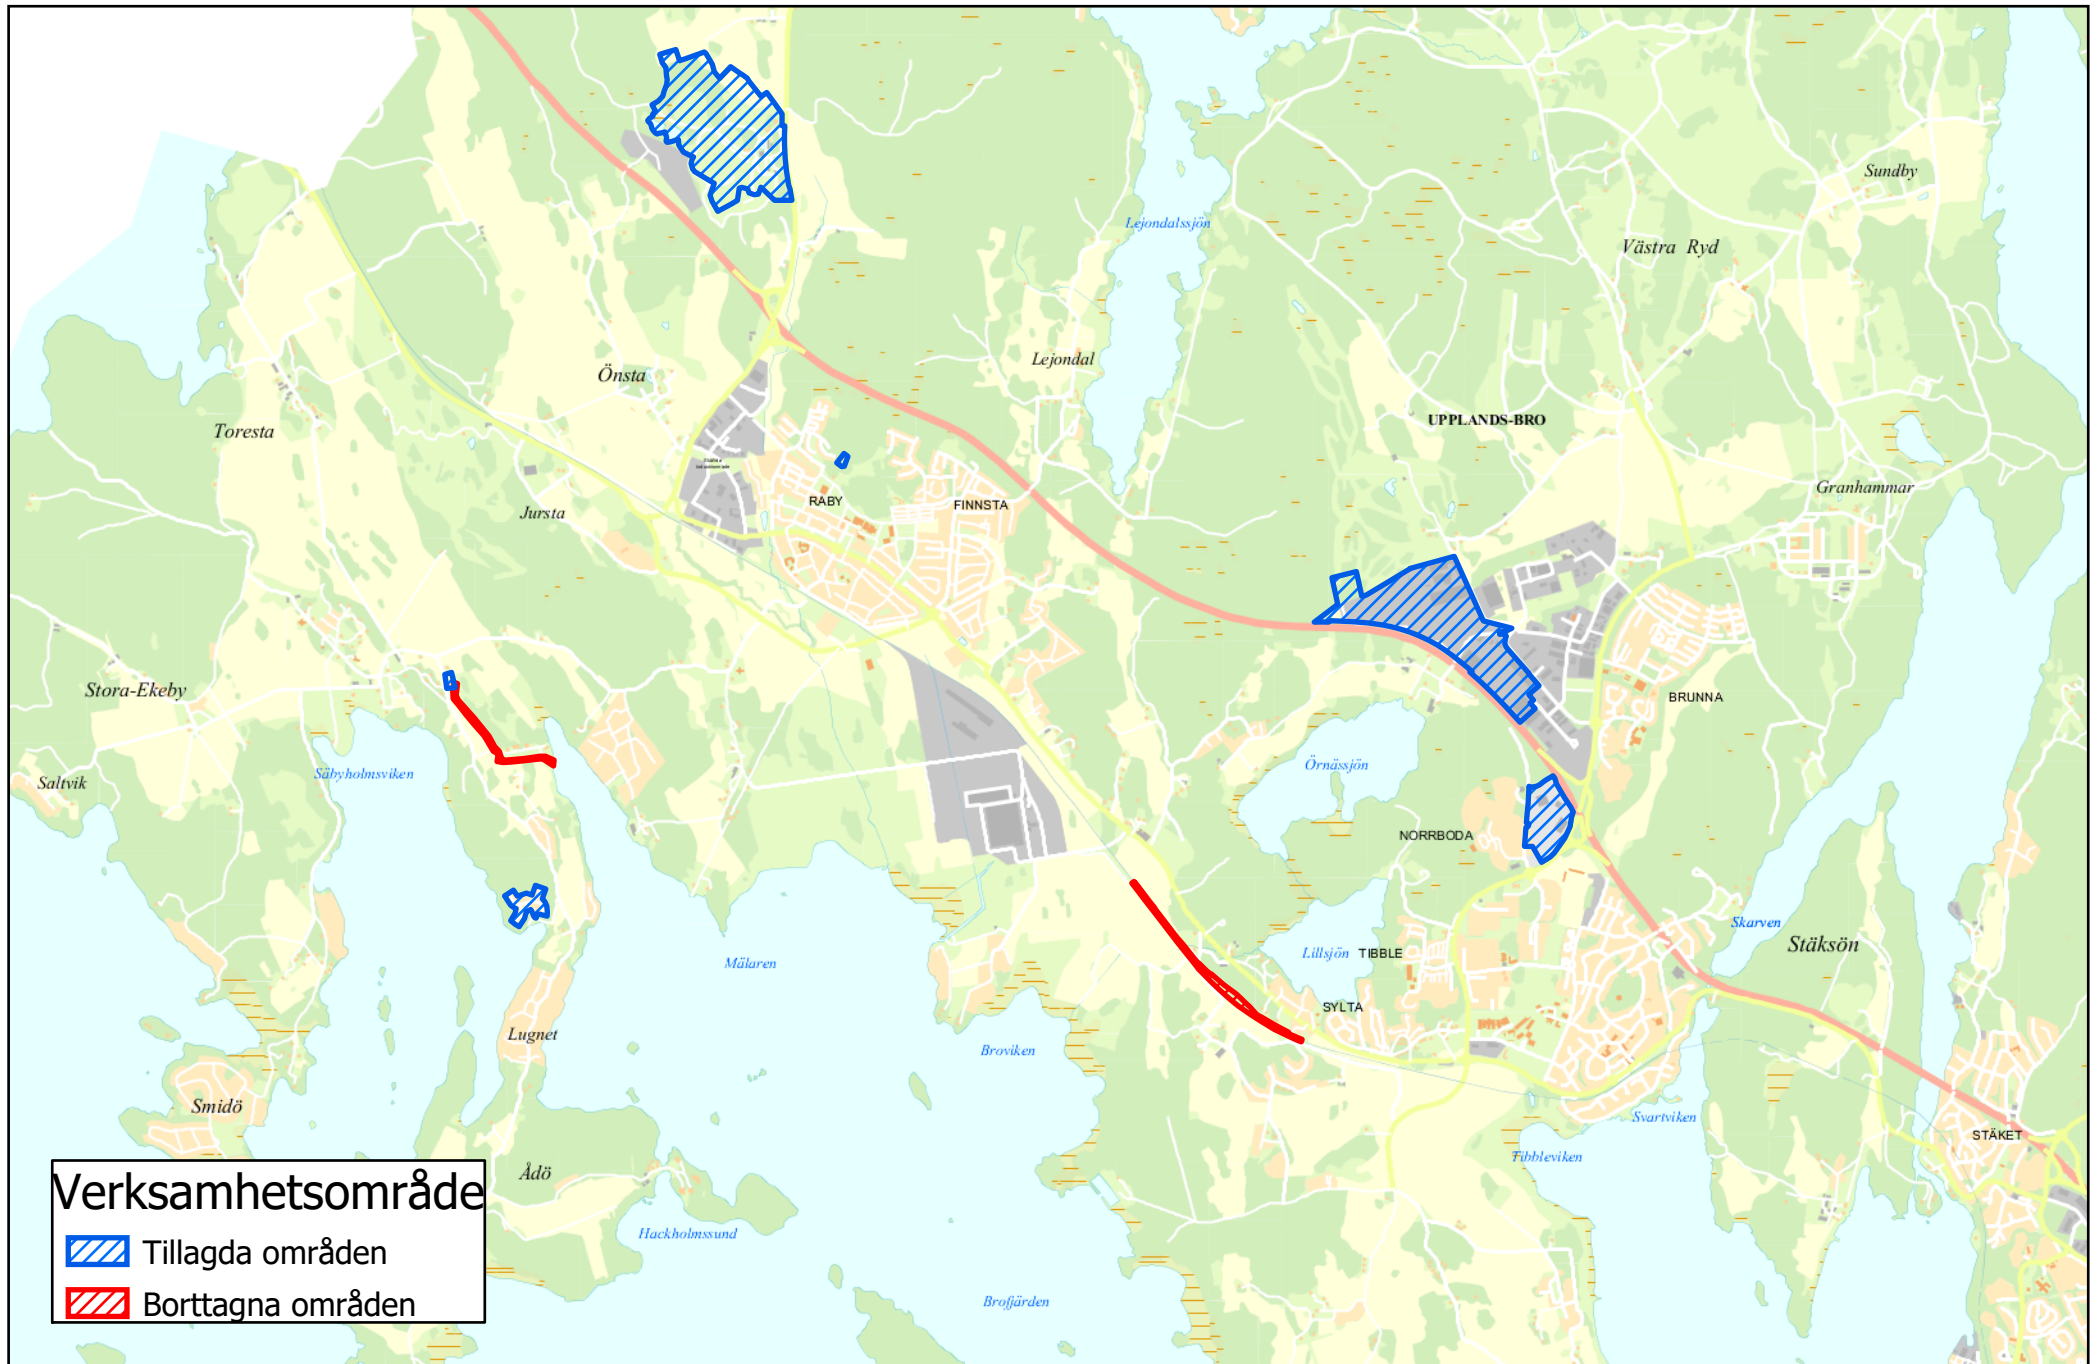 Sundby
Lejondalssjön
Västra Ryd
Lejondal
Önsta
UPPLANDS-BRO
Toresta
Granhammar
RÅBY
FINNSTA
Jursta
Stora-Ekeby
BRUNNA
Örnässjön
Säbyholmsviken
Saltvik
NORRBODA
Skarven
Stäksön
Lillsjön
TIBBLE
Mälaren
SYLTA
Lugnet
Broviken
Smidö
Svartviken
STÄKET
Tibbleviken
Ådö
Hackholmssund
Brofjärden
Verksamhetsområde
Tillagda områden
Borttagna områden